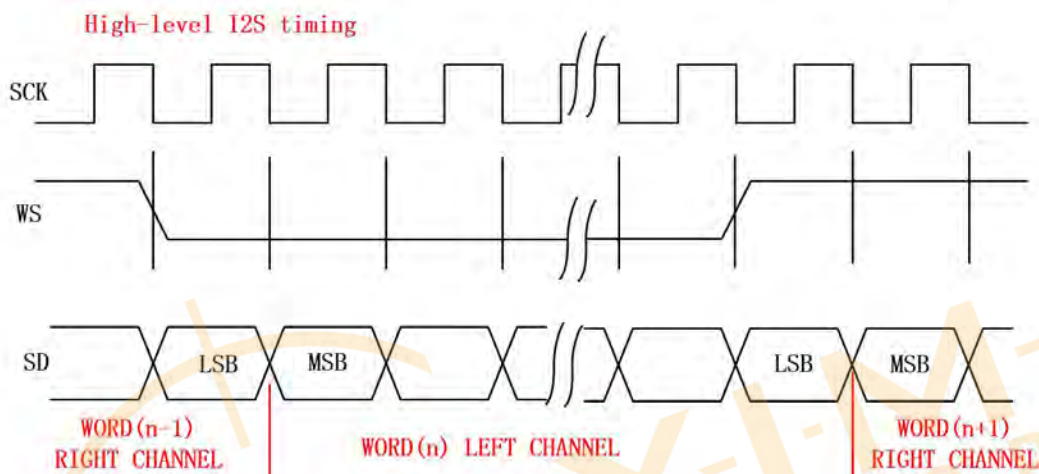 High-level I2S timing
SCK
WS
SD
LSB
MSB
LSB
MSB
WORD(n-1)
RIGHT CHANNEL
WORD(n) LEFT CHANNEL
WORD(n+1)
RIGHT CHANNEL